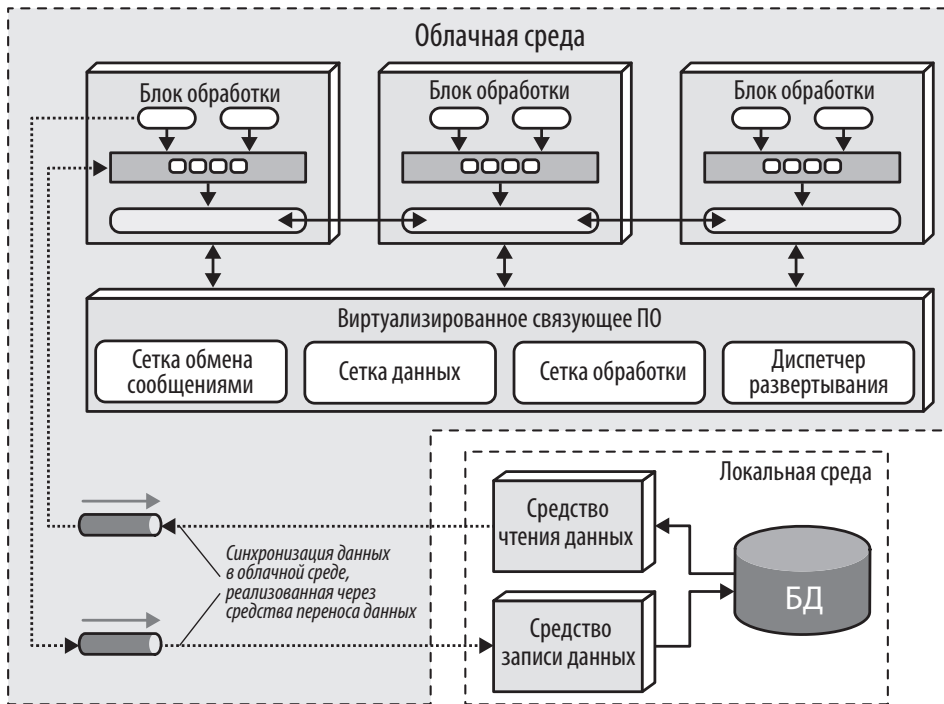 Облачная среда
Блок обработки
Блок обработки
Блок обработки
Виртуализированное связующее ПО
Сетка обмена
сообщениями
Сетка данных
Сетка обработки
Диспетчер
развертывания
Локальная среда
Средство
чтения данных
Синхронизация данных
в облачной среде,
реализованная через
средства переноса данных
БД
Средство
записи данных